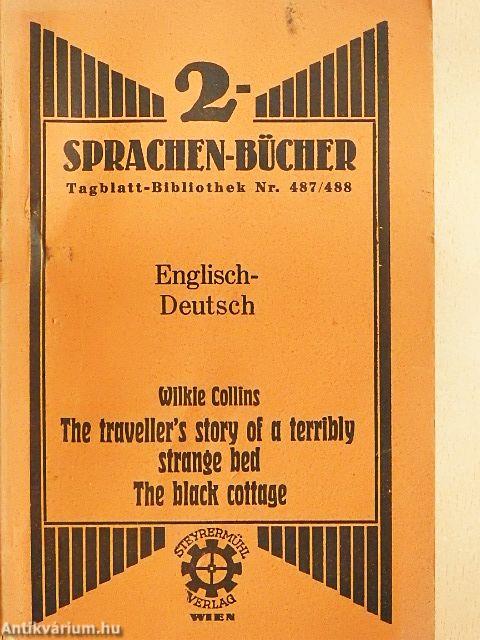 2-
SPRACHEN-BÜCHER
Tagblatt-Bibliothek Nr. 487/488
Englisch-
Deutsch
Wilkie Collins
The traveller's story of a terribly
strange bed
The black cottage
STEYRERMÜHL
VERLAG
WIEN
Antikvárium.hu